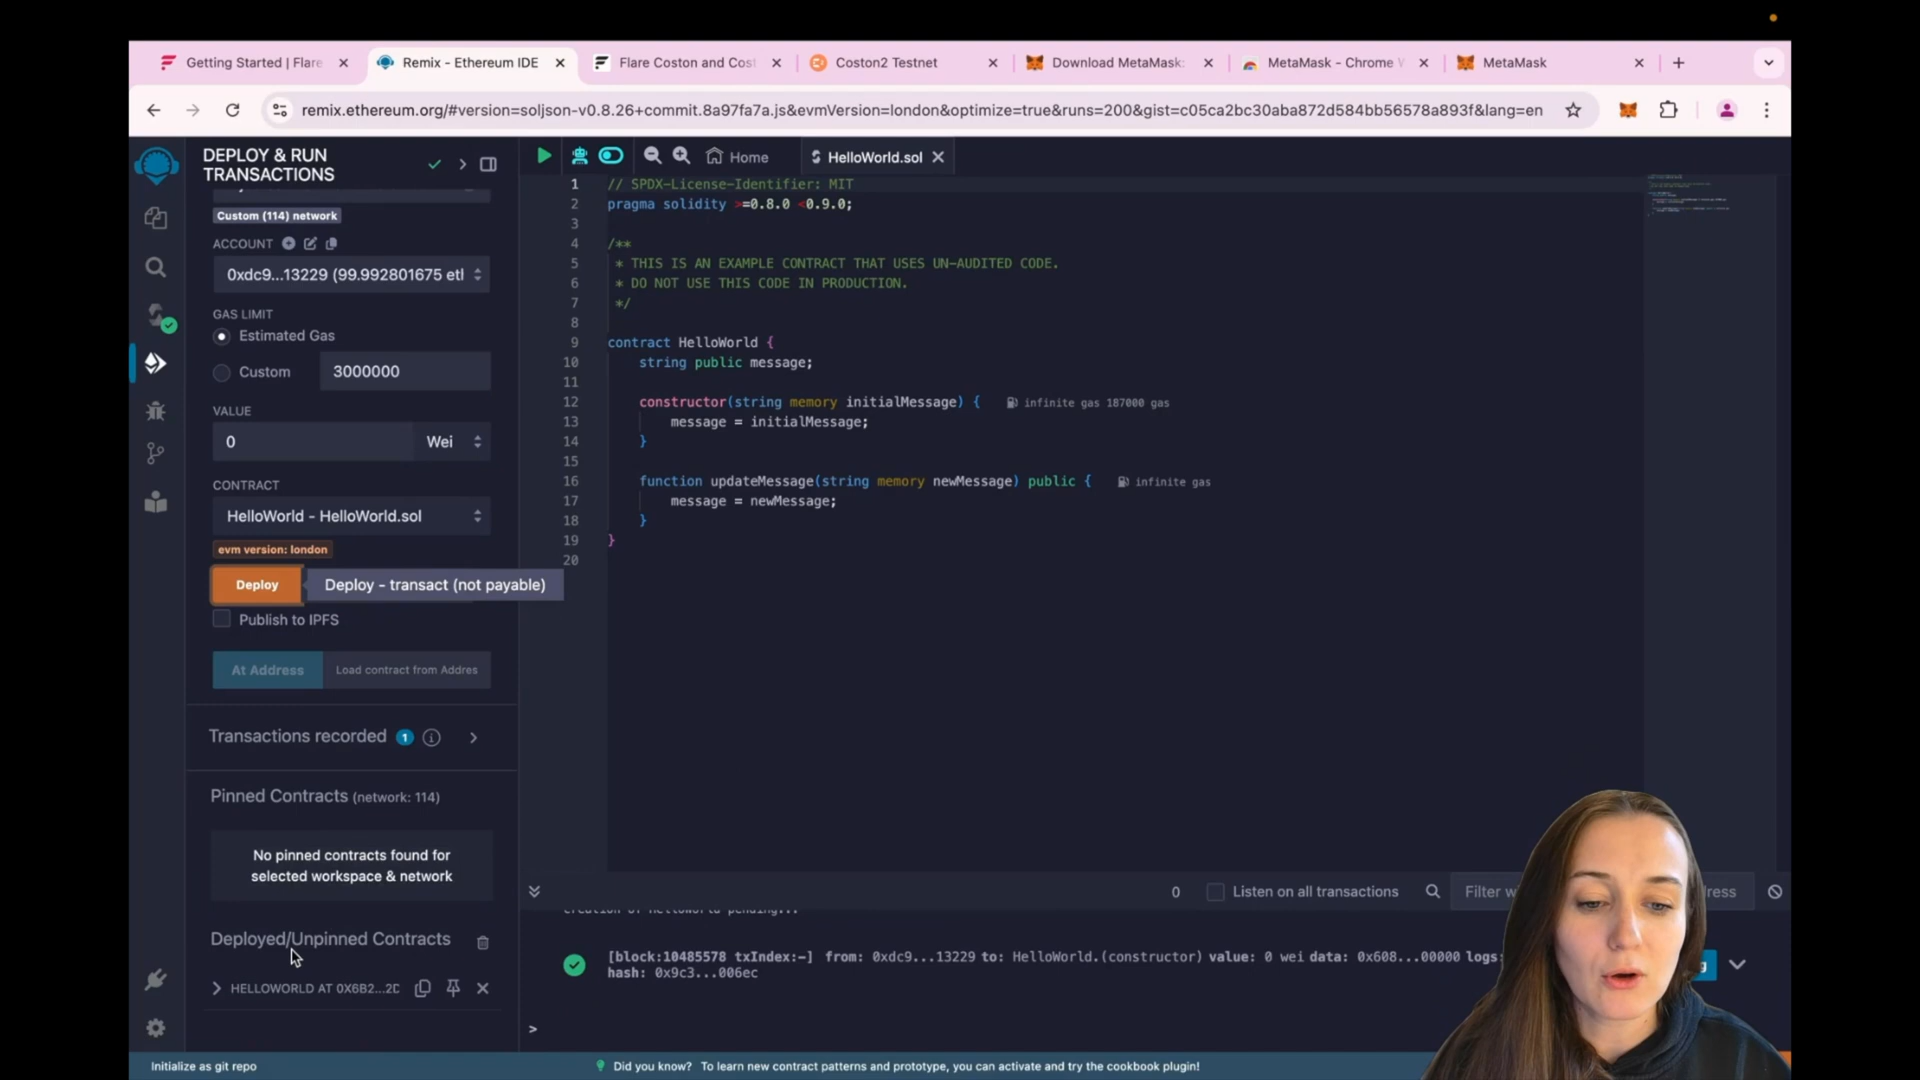 Getting Started | Flare
Remix - Ethereum IDE
Flare Coston and Cos
Coston2 Testnet
Download MetaMask:
MetaMask - Chrome
MetaMask
remix.ethereum.org/#version=soljson-v0.8.26+commit.8a97fa7a.js&evmVersion=london&optimize=true&runs=200&gist=c05ca2bc30aba872d584bb56578a893f&lang=en
DEPLOY & RUN
TRANSACTIONS
Custom (114) network
ACCOUNT
0xdc9...13229 (99.992801675 etl
GAS LIMIT
Estimated Gas
Custom
3000000
VALUE
0
Wei
CONTRACT
HelloWorld - HelloWorld.sol
evm version: london
Deploy
Deploy - transact (not payable)
Publish to IPFS
At Address
Load contract from Addres
Transactions recorded 1
Pinned Contracts (network: 114)
No pinned contracts found for
selected workspace & network
Deployed/Unpinned Contracts
HELLOWORLD AT 0X6B2...2D
Home
HelloWorld.sol
1 // SPDX-License-Identifier: MIT
2 pragma solidity >=0.8.0 <0.9.0;
3
4 /**
5 * THIS IS AN EXAMPLE CONTRACT THAT USES UN-AUDITED CODE.
6 * DO NOT USE THIS CODE IN PRODUCTION.
7 */
8
9 contract HelloWorld {
10 string public message;
11
12 constructor(string memory initialMessage) { infinite gas 187000 gas
13 message = initialMessage;
14 }
15
16 function updateMessage(string memory newMessage) public { infinite gas
17 message = newMessage;
18 }
19 }
20
0
Listen on all transactions
Filter
ress
creation of HelloWorld pending...
[block:10485578 txIndex:-] from: 0xdc9...13229 to: HelloWorld.(constructor) value: 0 wei data: 0x608...00000 logs:
hash: 0x9c3...006ec
>
Initialize as git repo
Did you know? To learn new contract patterns and prototype, you can activate and try the cookbook plugin!